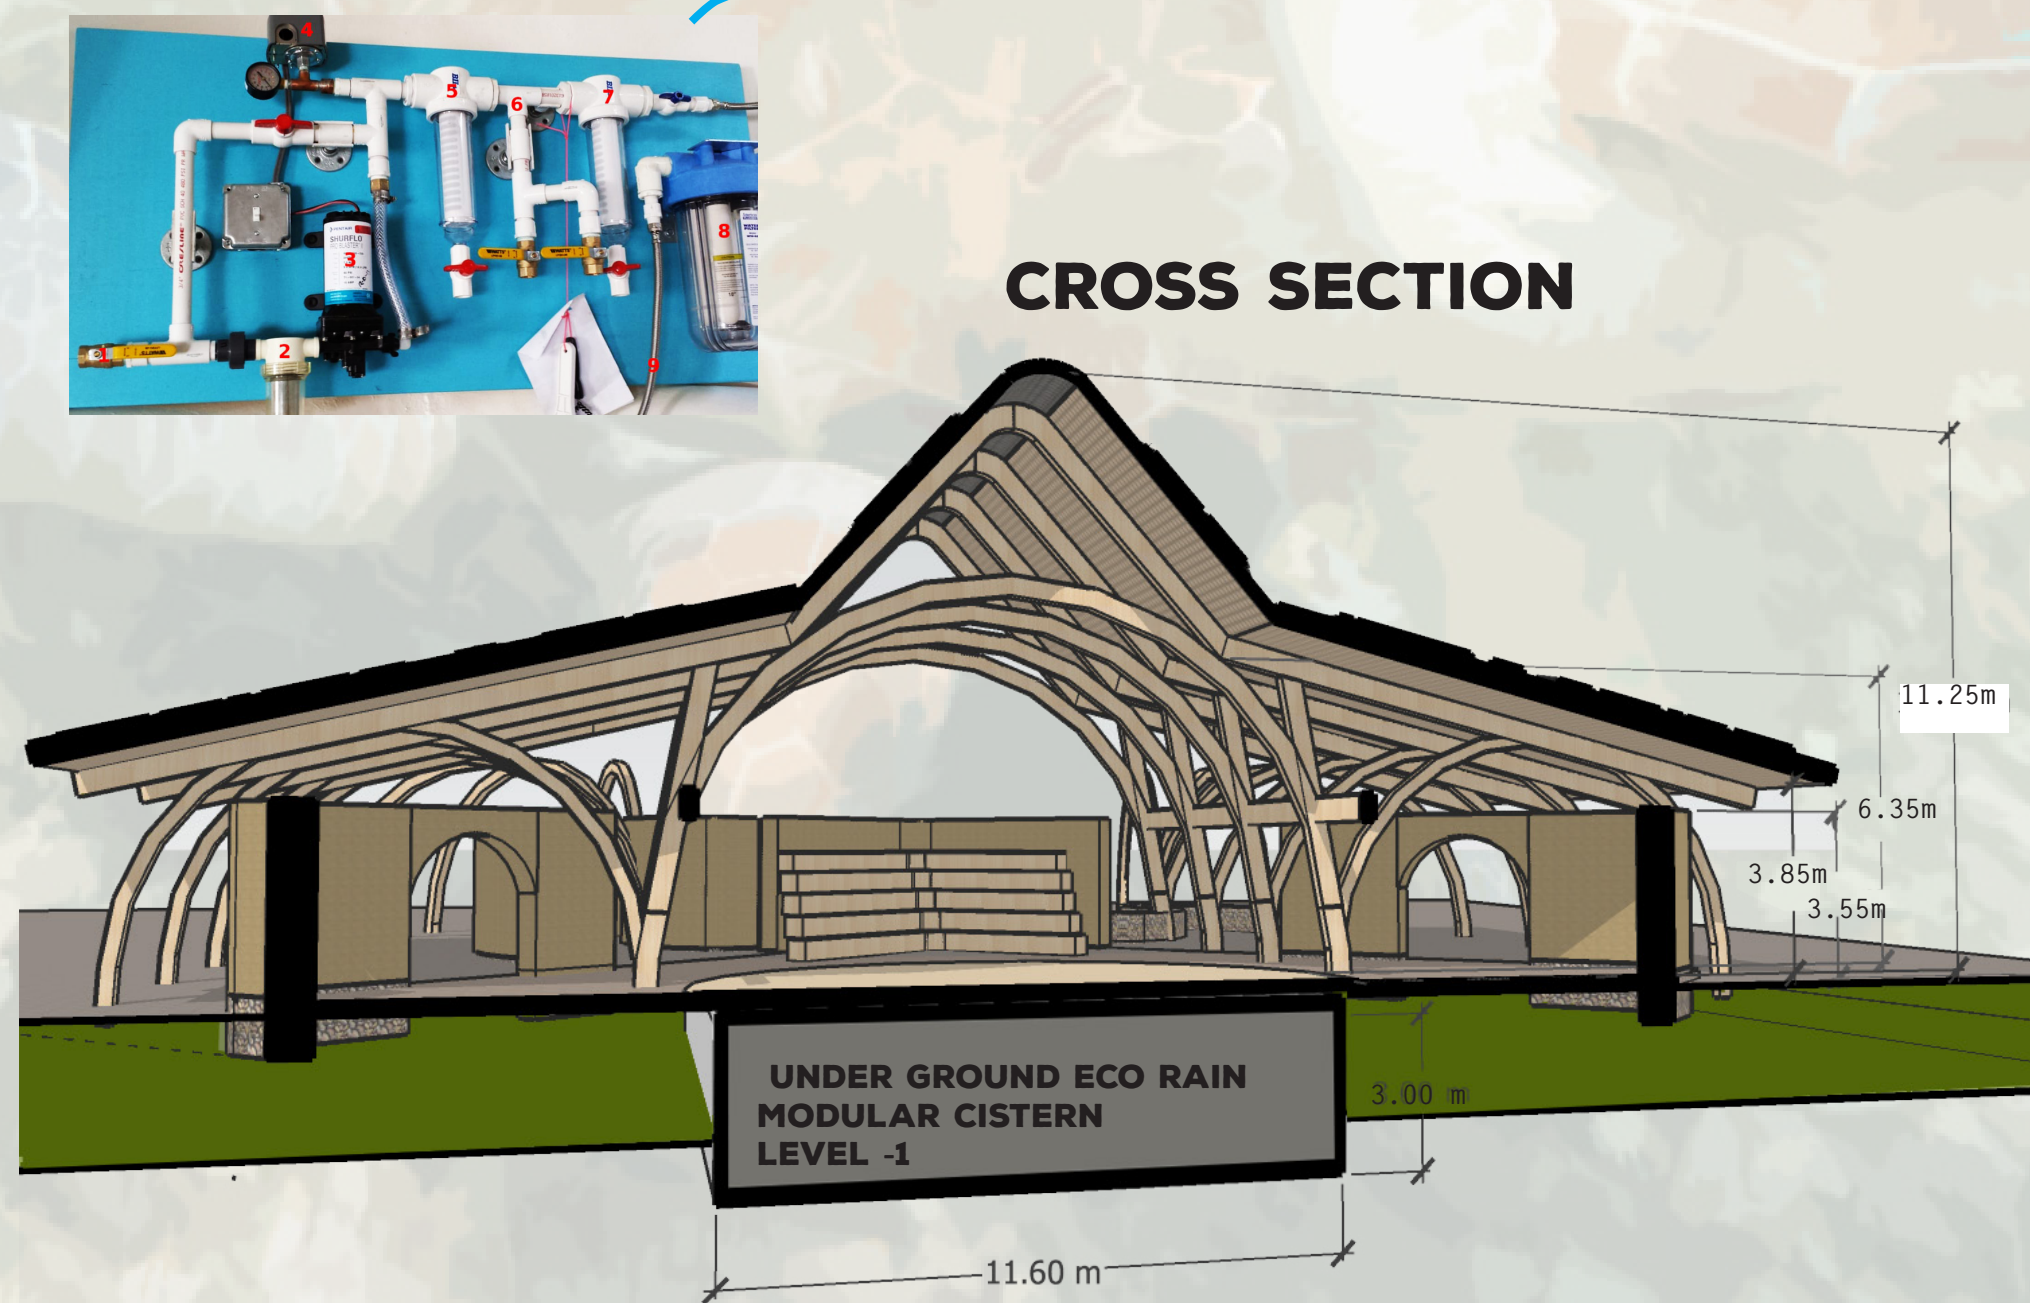 4
5
6
7
8
SHURFLO
3
1
2
9
CROSS SECTION
11.25m
6.35m
3.85m
3.55m
UNDER GROUND ECO RAIN
MODULAR CISTERN
LEVEL -1
3.00 m
11.60 m